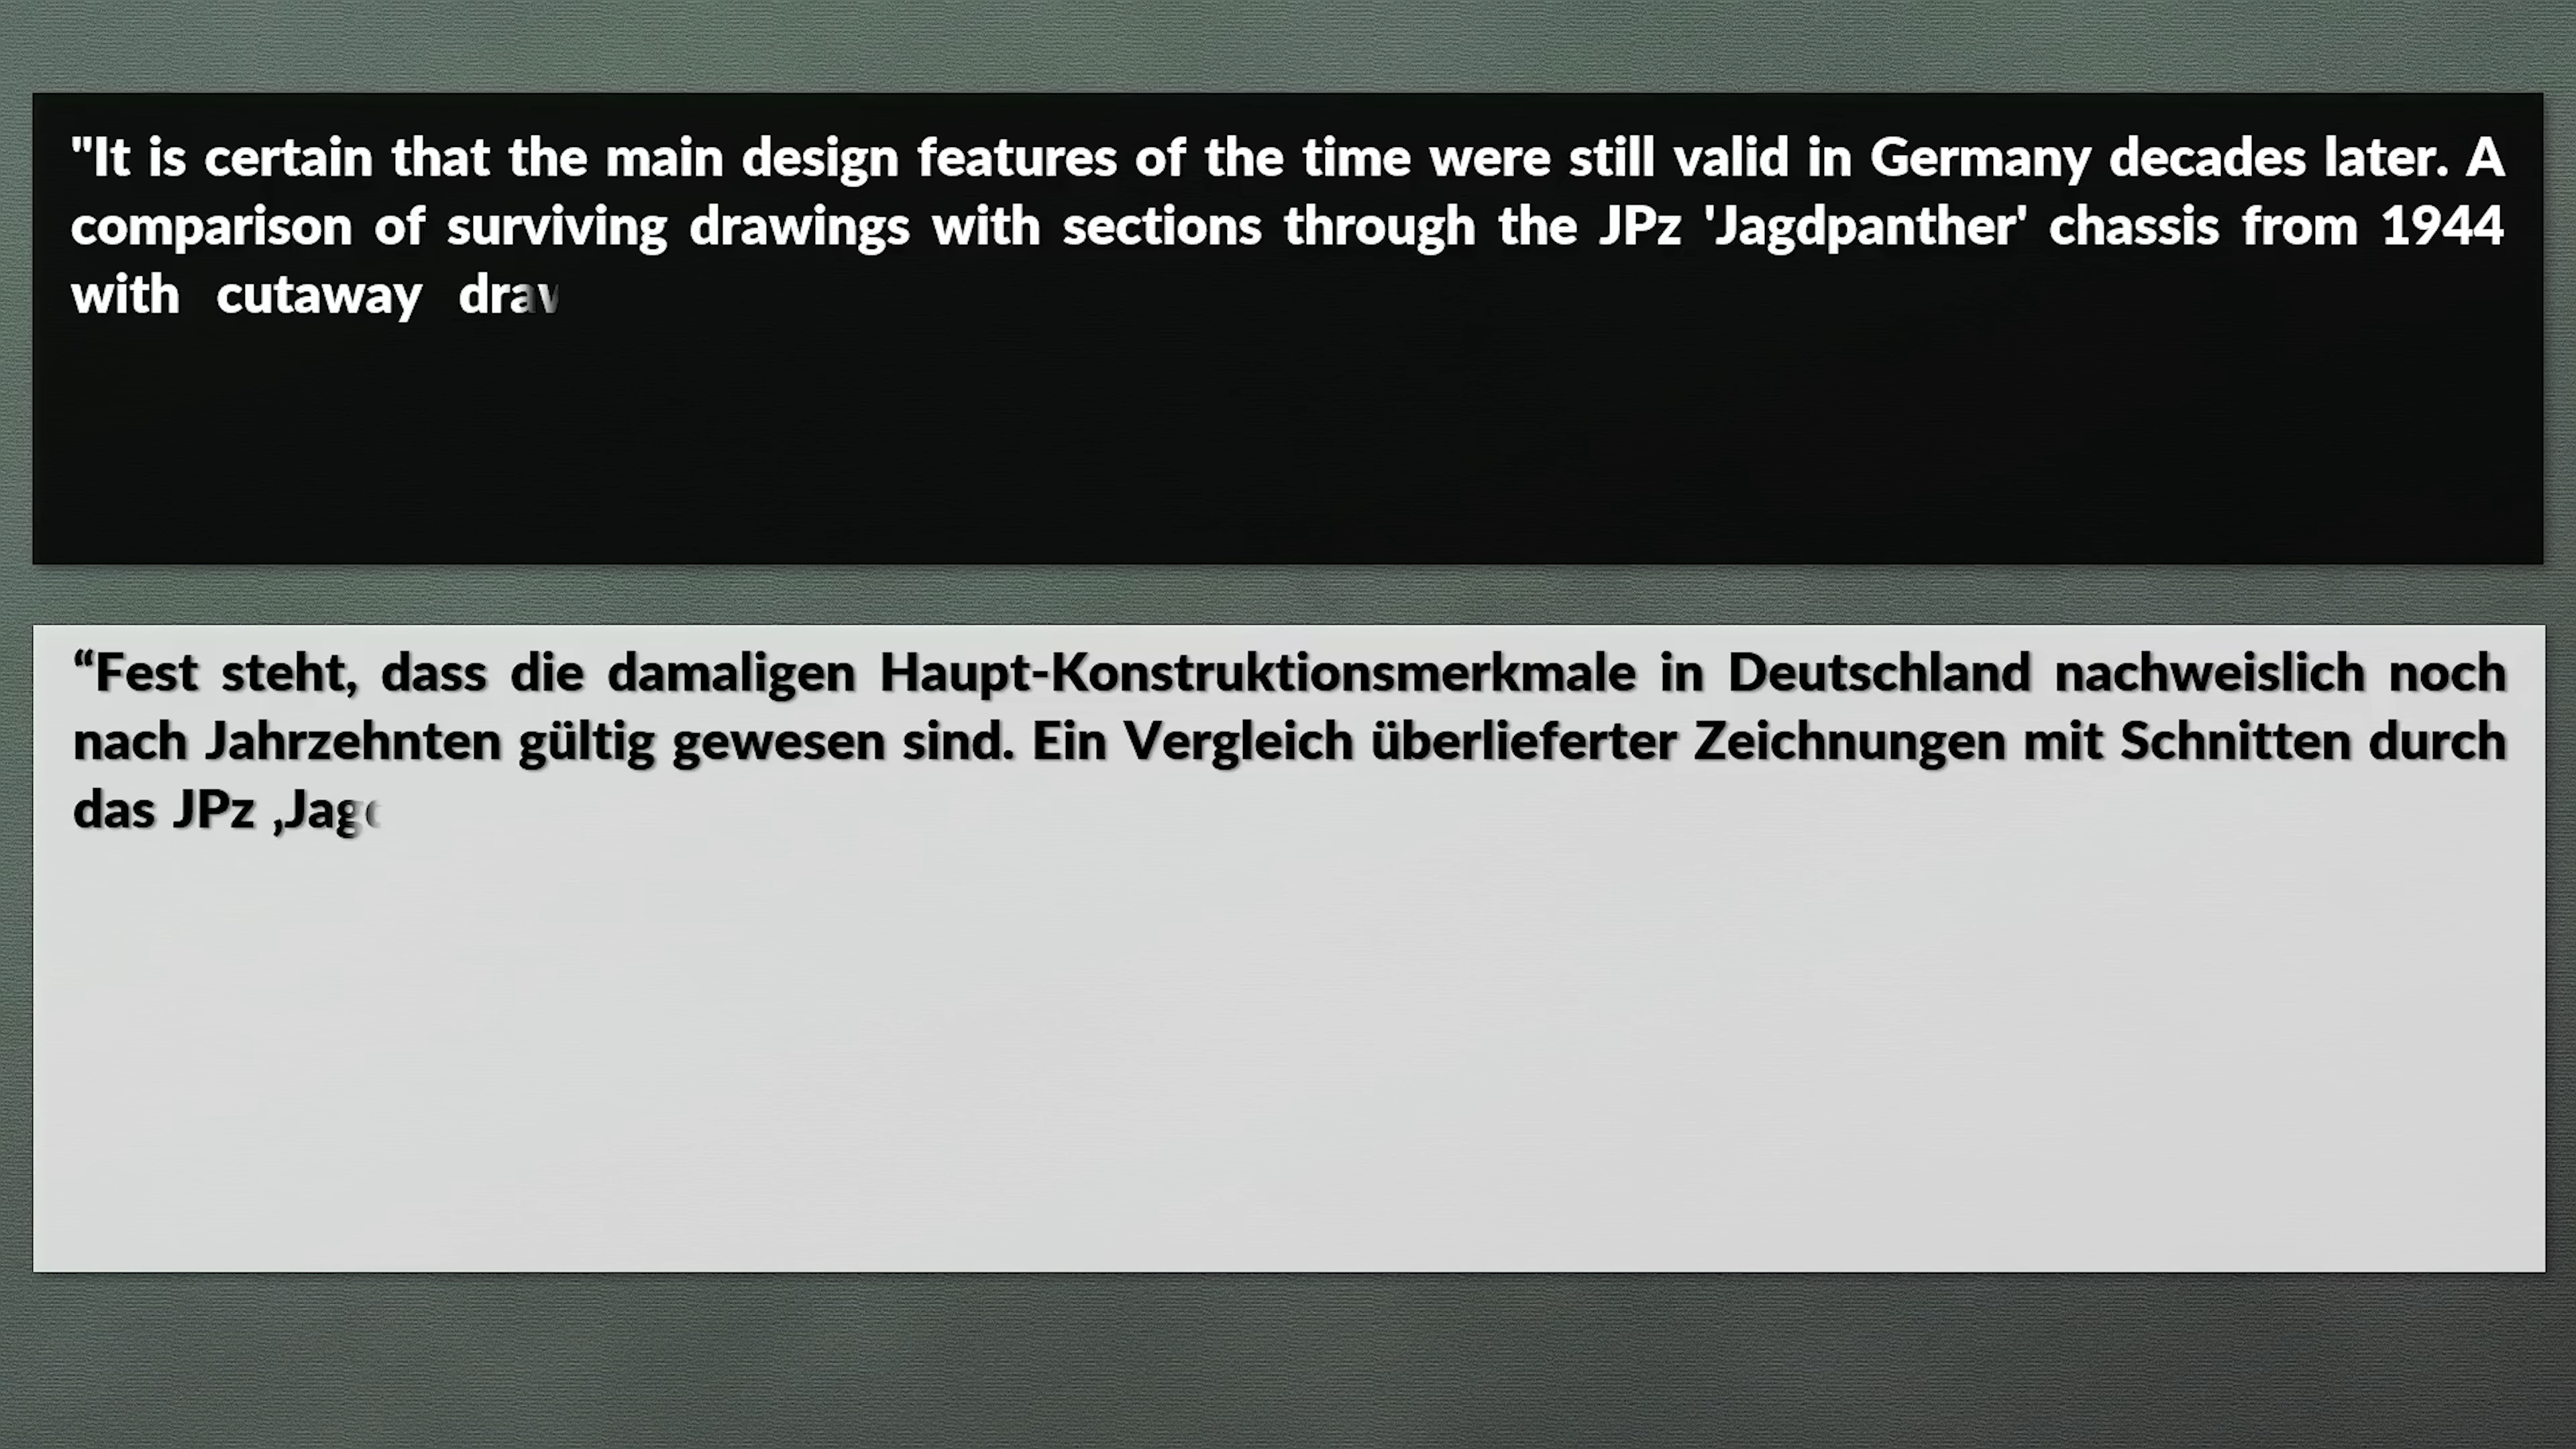 "It is certain that the main design features of the time were still valid in Germany decades later. A
comparison of surviving drawings with sections through the JPz 'Jagdpanther' chassis from 1944
with cutaway
“Fest steht, dass die damaligen Haupt-Konstruktionsmerkmale in Deutschland nachweislich noch
nach Jahrzehnten gültig gewesen sind. Ein Vergleich überlieferter Zeichnungen mit Schnitten durch
das JPz